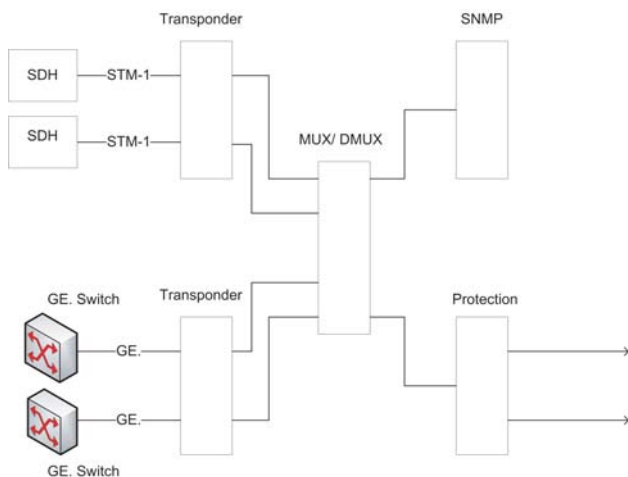 Transponder
SNMP
SDH
STM-1
SDH
STM-1
MUX/ DMUX
GE. Switch
Transponder
Protection
GE.
GE.
GE. Switch